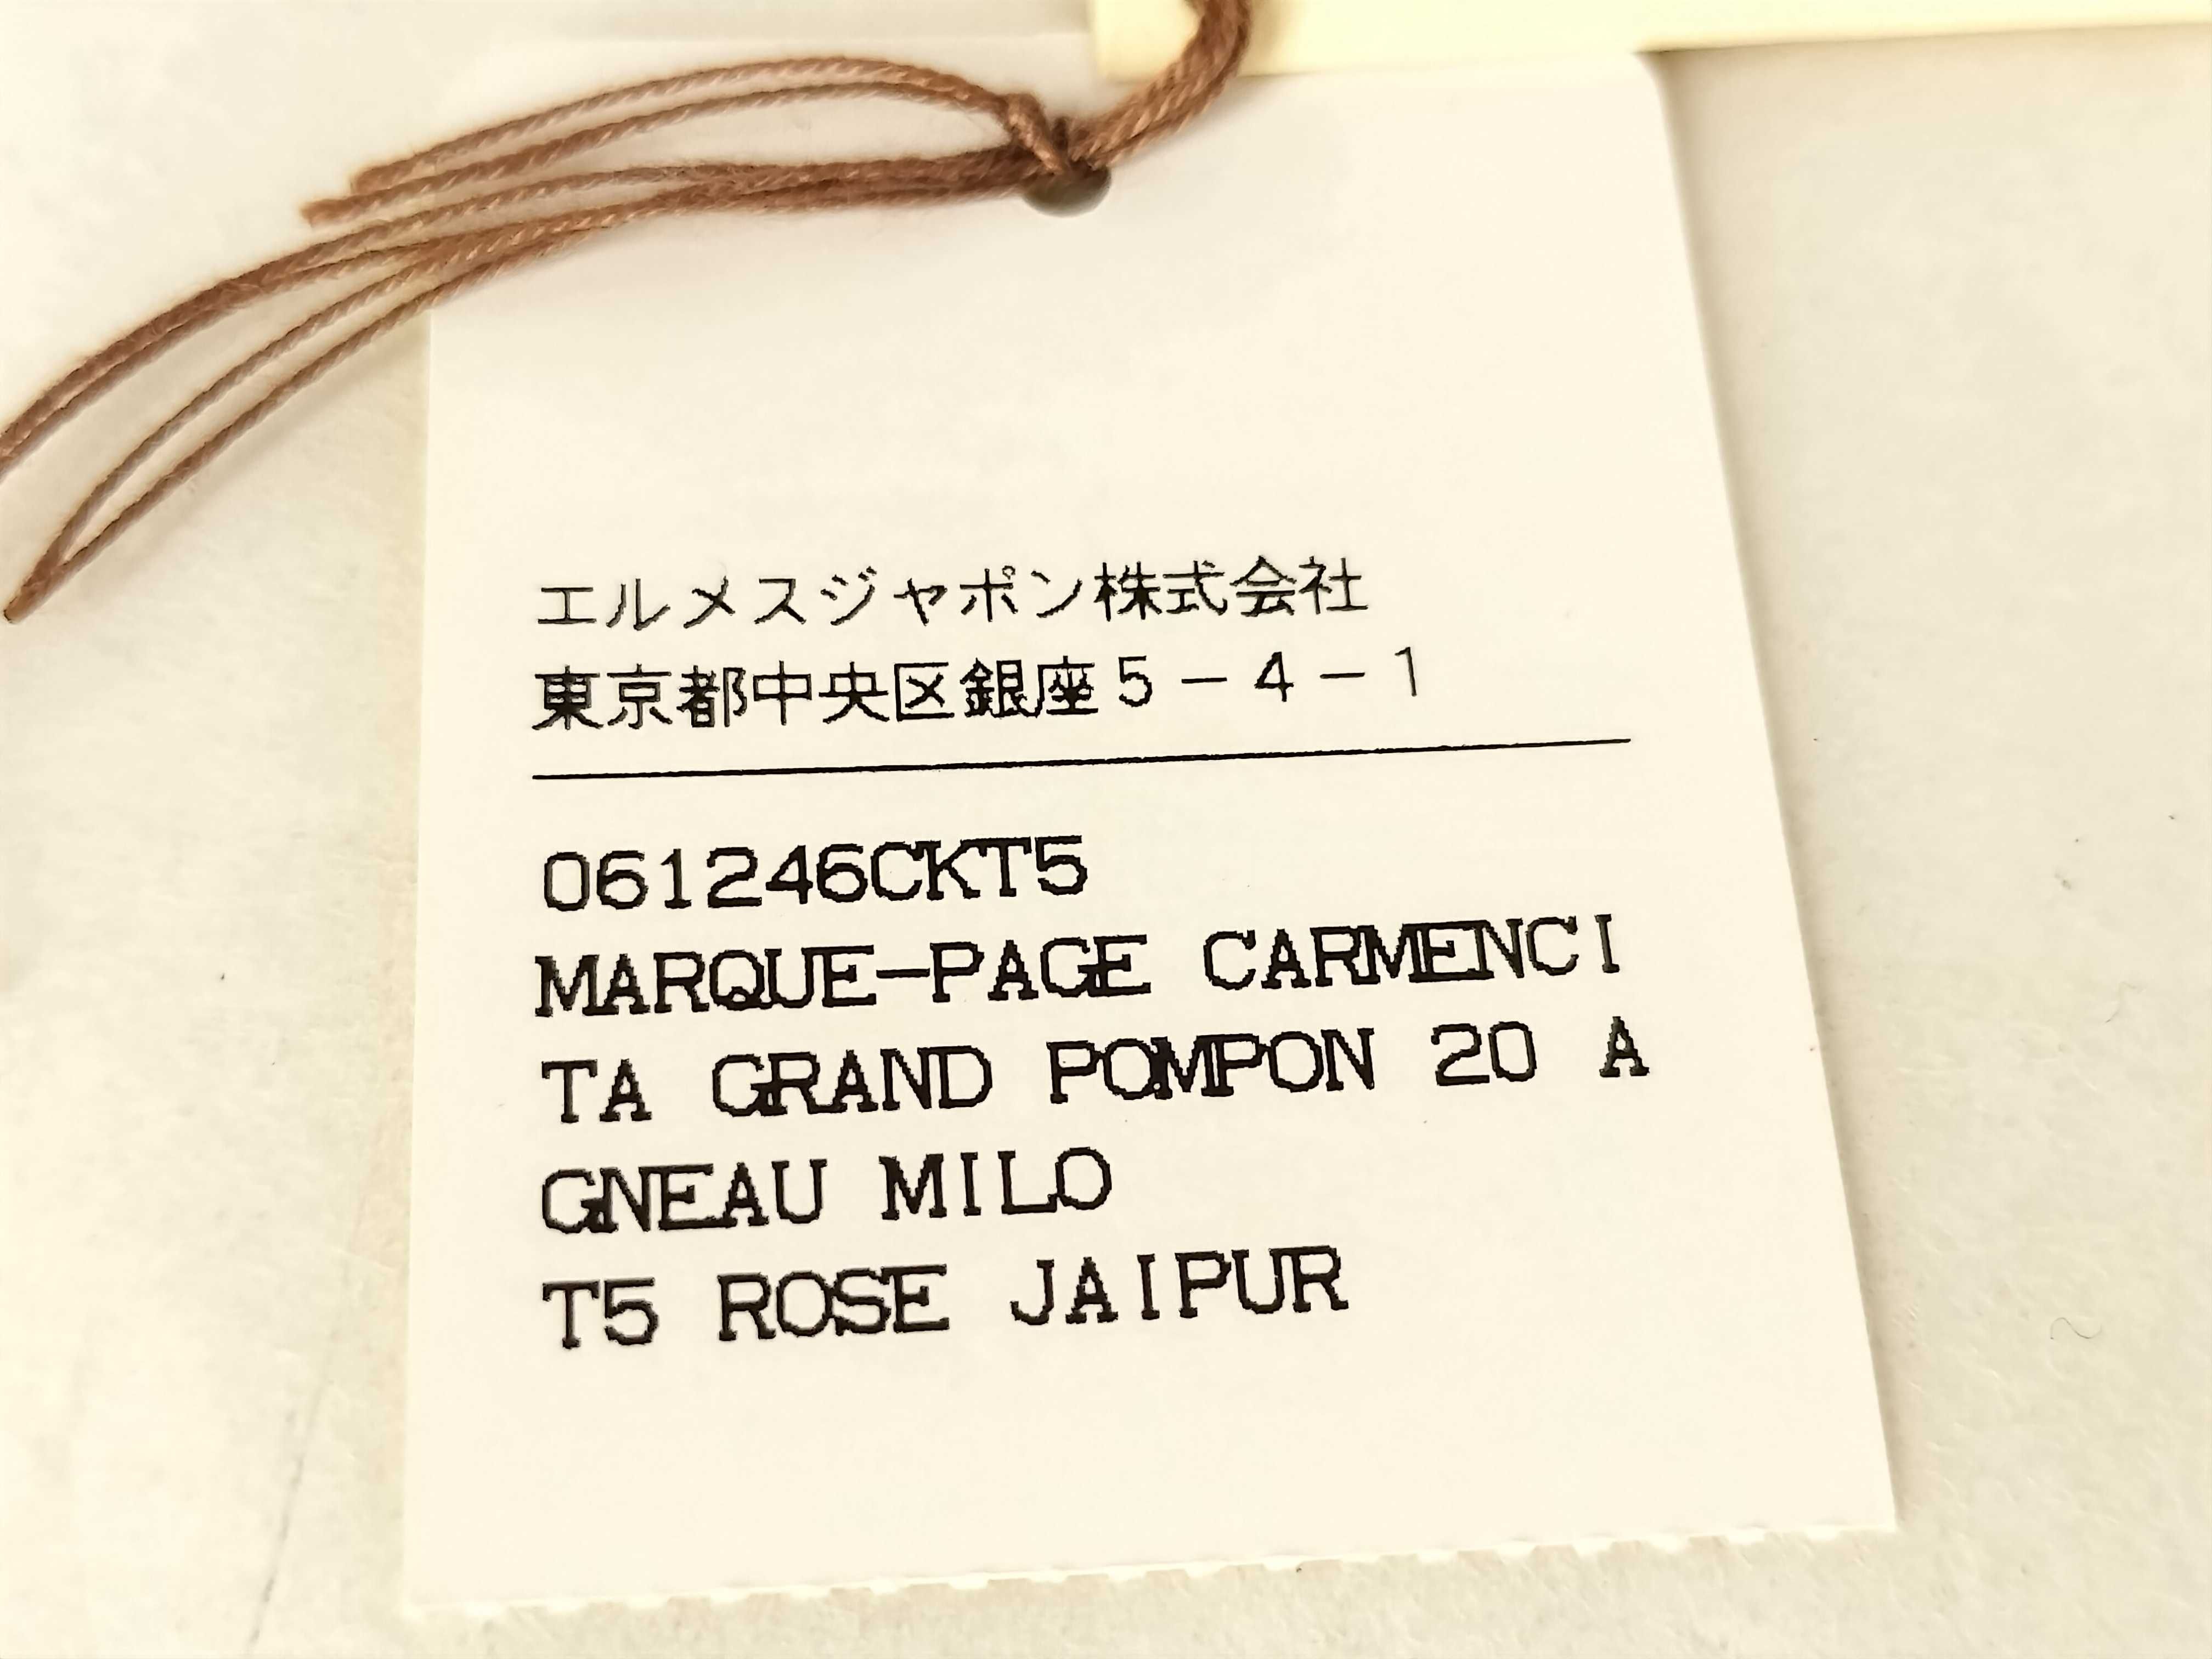 エルメスジャポン株式会社
東京都中央区銀座5-4-1
061246CKT5
MARQUE-PAGE CARMENCI
TA GRAND POMPON 20 A
GNEAU MILO
T5 ROSE JAIPUR